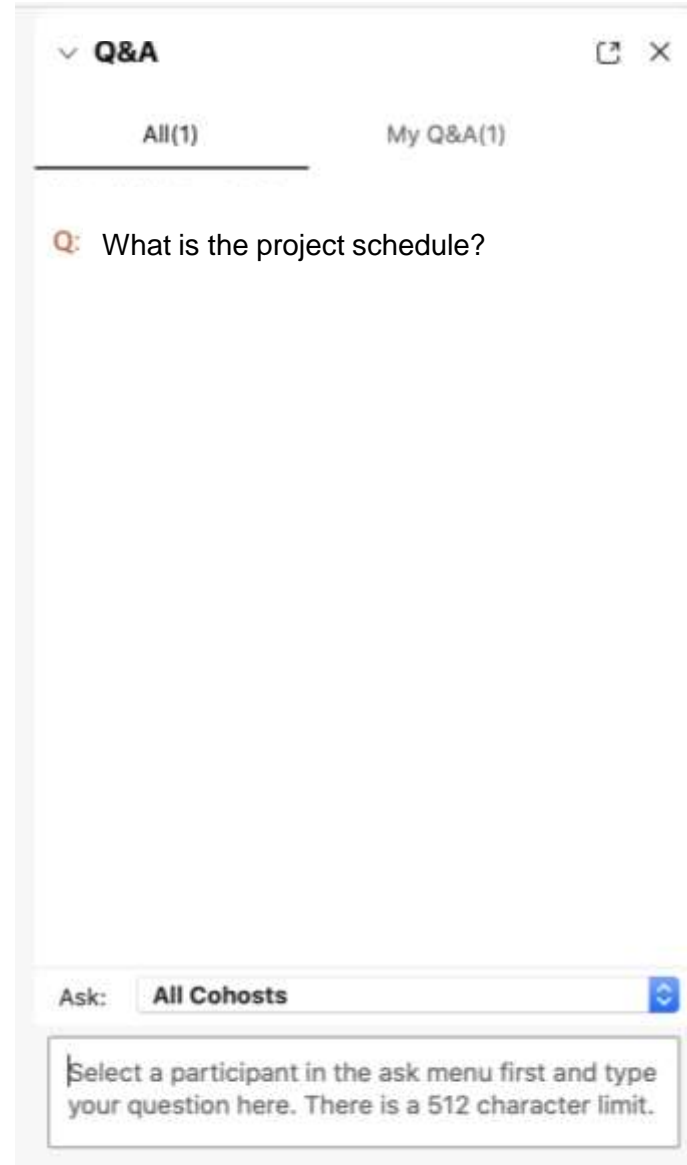 Q&A
All(1) My Q&A(1)
Q: What is the project schedule?
Ask: All Cohosts
Select a participant in the ask menu first and type
your question here. There is a 512 character limit.